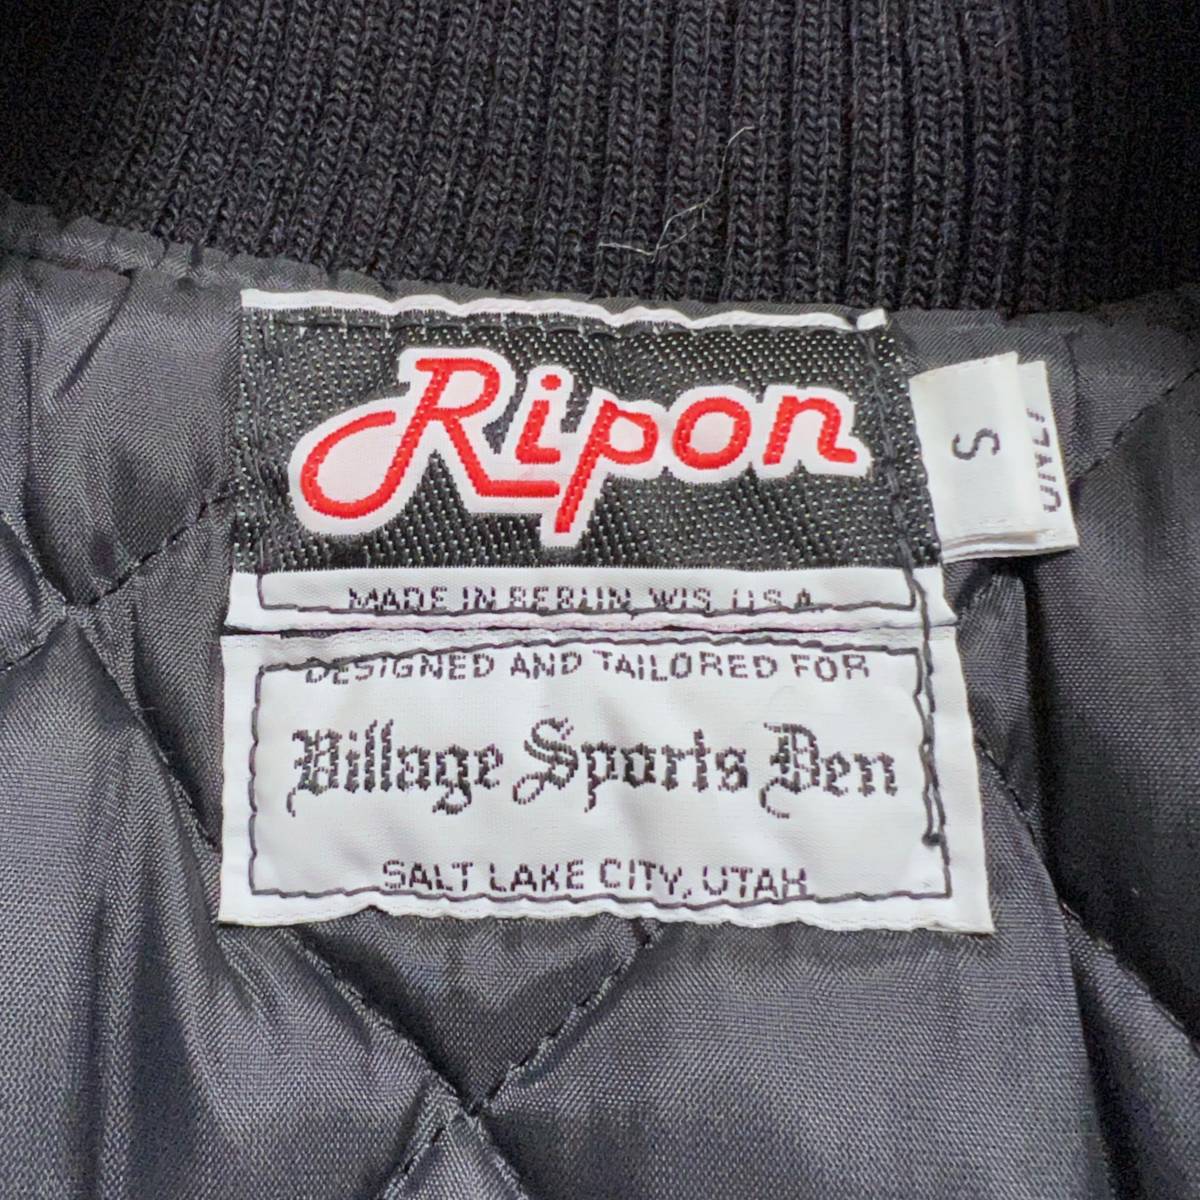 Ripon
S
MADE IN BERLIN, WIS. U.S.A.
DESIGNED AND TAILORED FOR
Village Sports Den
SALT LAKE CITY, UTAH